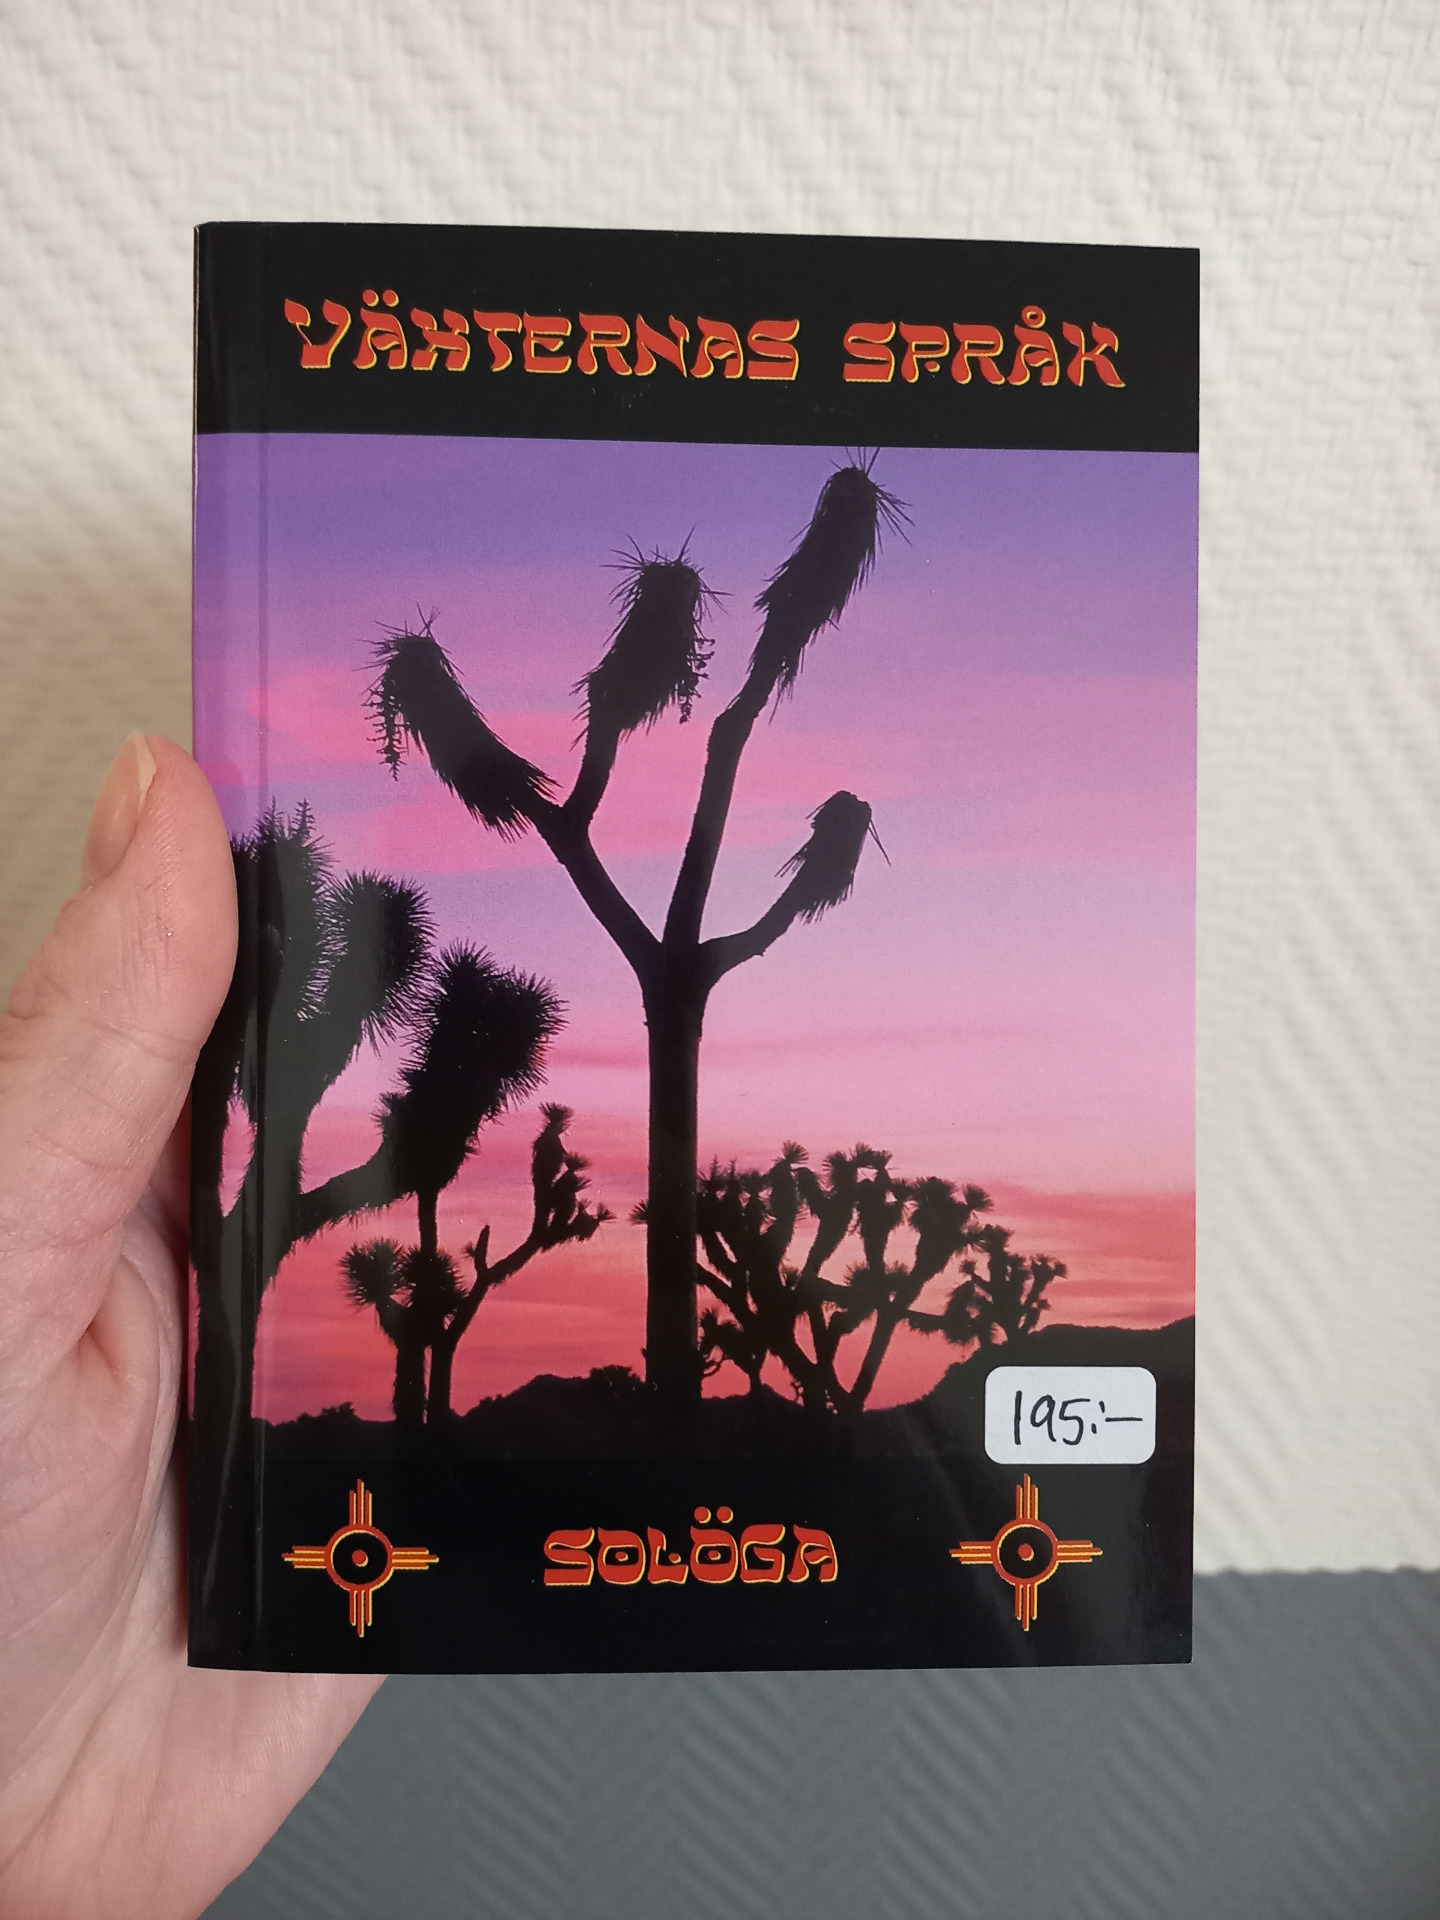 VÄXTERNAS SPRÅK
195:-
SOLÖGA